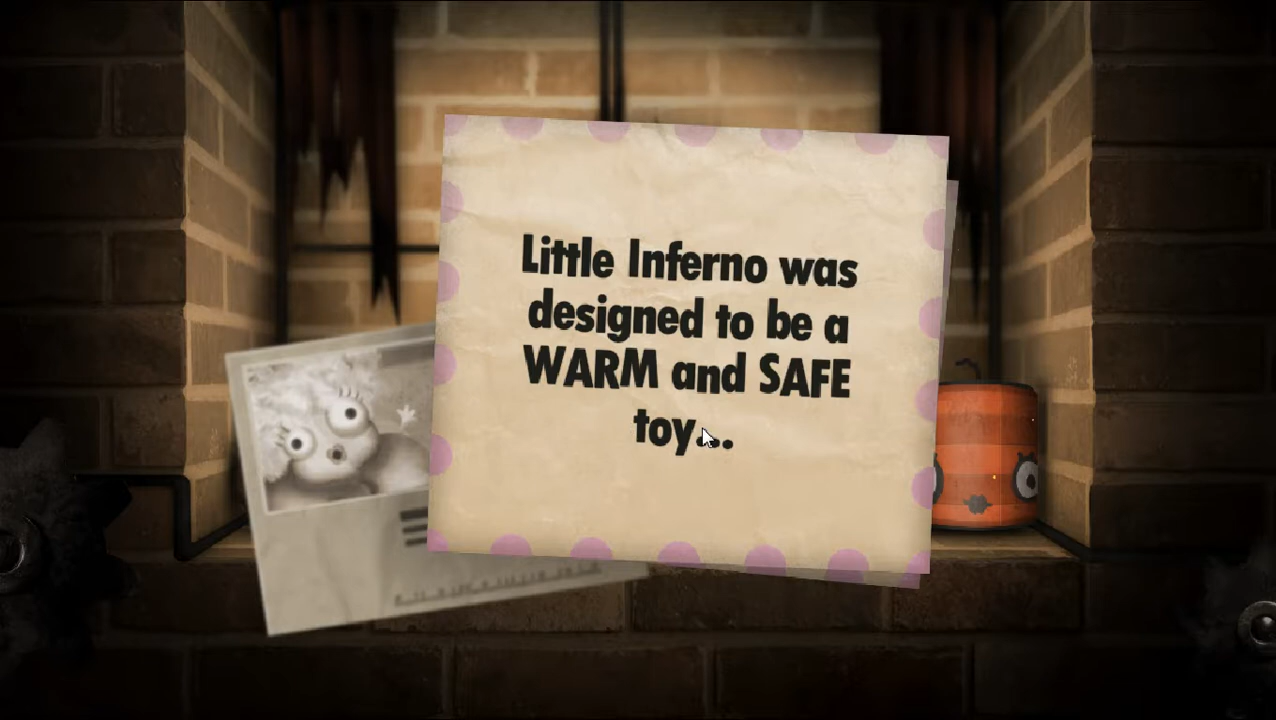 Little Inferno was
designed to be a
WARM and SAFE
toy...